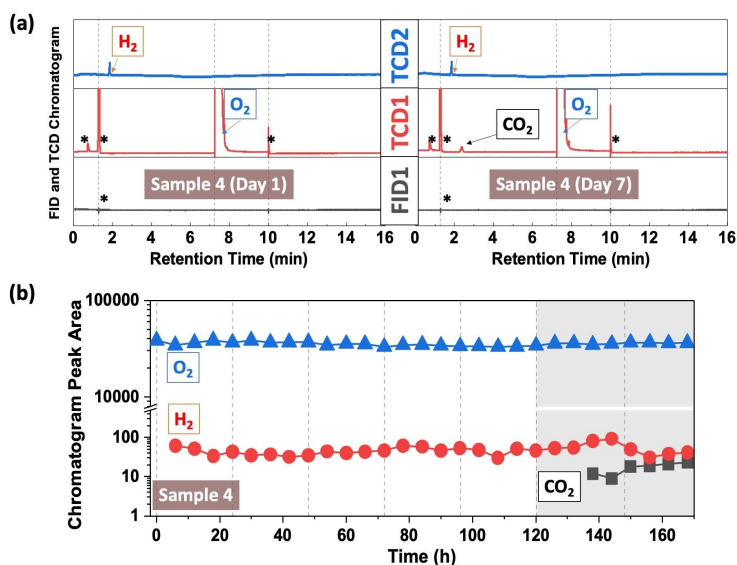 (a)
FID and TCD Chromatogram
H₂
TCD2
H₂
* *
O₂
*
TCD1
* *
CO₂
O₂
*
*
Sample 4 (Day 1)
FID1
*
Sample 4 (Day 7)
0 2 4 6 8 10 12 14 16
0 2 4 6 8 10 12 14 16
Retention Time (min)
Retention Time (min)
(b)
Chromatogram Peak Area
100000
O₂
10000
H₂
100
10
CO₂
Sample 4
1
0 20 40 60 80 100 120 140 160
Time (h)